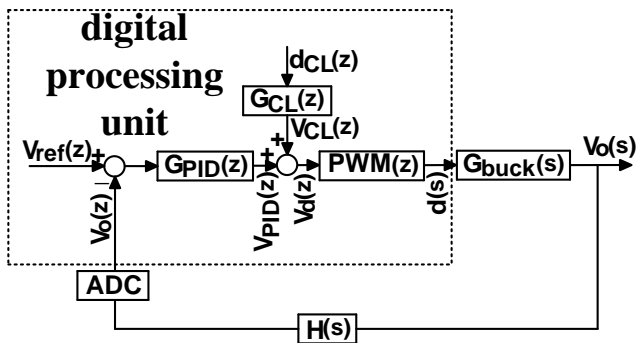 digital
processing
unit
dCL(z)
GCL(z)
VCL(z)
Vref(z)
+
−
+
+
GPID(z)
VPID(z)
Vd(z)
PWM(z)
d(s)
Gbuck(s)
Vo(s)
Vo(z)
ADC
H(s)